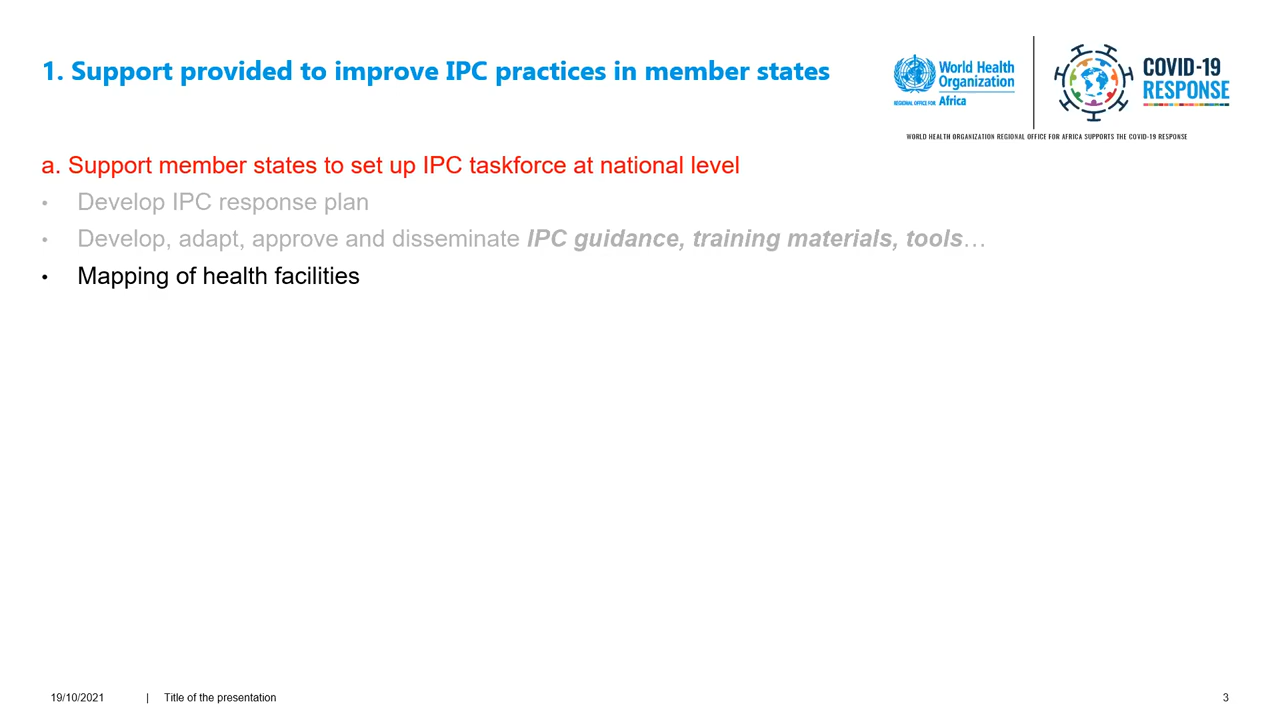 1. Support provided to improve IPC practices in member states
World Health
Organization
REGIONAL OFFICE FOR Africa
COVID-19
RESPONSE
WORLD HEALTH ORGANIZATION REGIONAL OFFICE FOR AFRICA SUPPORTS THE COVID-19 RESPONSE
a. Support member states to set up IPC taskforce at national level
• Develop IPC response plan
• Develop, adapt, approve and disseminate IPC guidance, training materials, tools…
• Mapping of health facilities
19/10/2021 | Title of the presentation 3